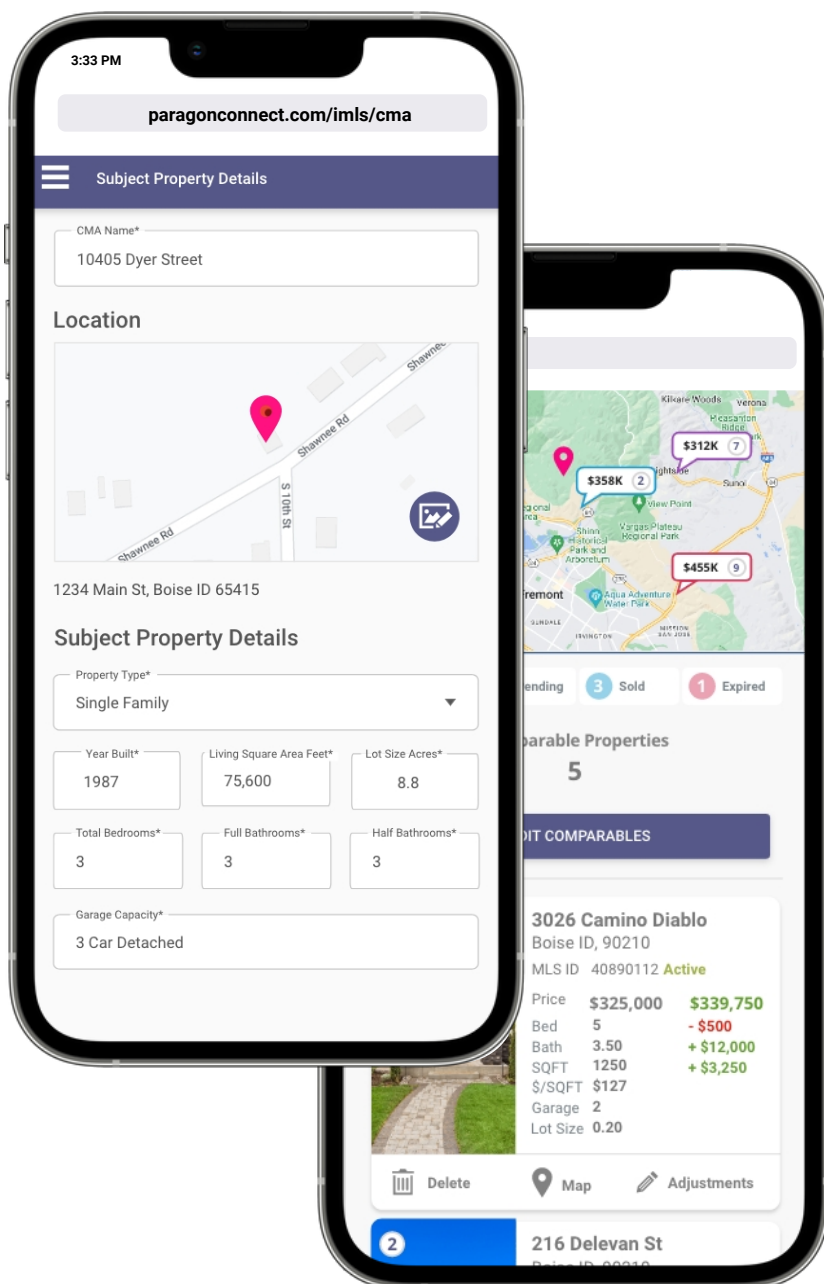 3:33 PM
paragonconnect.com/imls/cma
Subject Property Details
CMA Name*
10405 Dyer Street
Location
Shawnee Rd
Shawnee Rd
S 10th St
1234 Main St, Boise ID 65415
Subject Property Details
Property Type*
Single Family
Year Built*
1987
Living Square Area Feet*
75,600
Lot Size Acres*
8.8
Total Bedrooms*
3
Full Bathrooms*
3
Half Bathrooms*
3
Garage Capacity*
3 Car Detached
Kilkare Woods
Verona
Pleasanton
Ridge
$312K 7
$358K 2
Sunol
View Point
Vargas Plateau
Regional Park
Shinn
Historical
Park and
Arboretum
$455K 9
Aqua Adventure
Water Park
IRVINGTON
MISSION
SAN JOSE
3 Sold
1 Expired
Properties
5
COMPARABLES
3026 Camino Diablo
Boise ID, 90210
MLS ID 40890112 Active
Price $325,000 $339,750
Bed 5 - $500
Bath 3.50 + $12,000
SQFT 1250 + $3,250
$/SQFT $127
Garage 2
Lot Size 0.20
Delete
Map
Adjustments
2
216 Delevan St